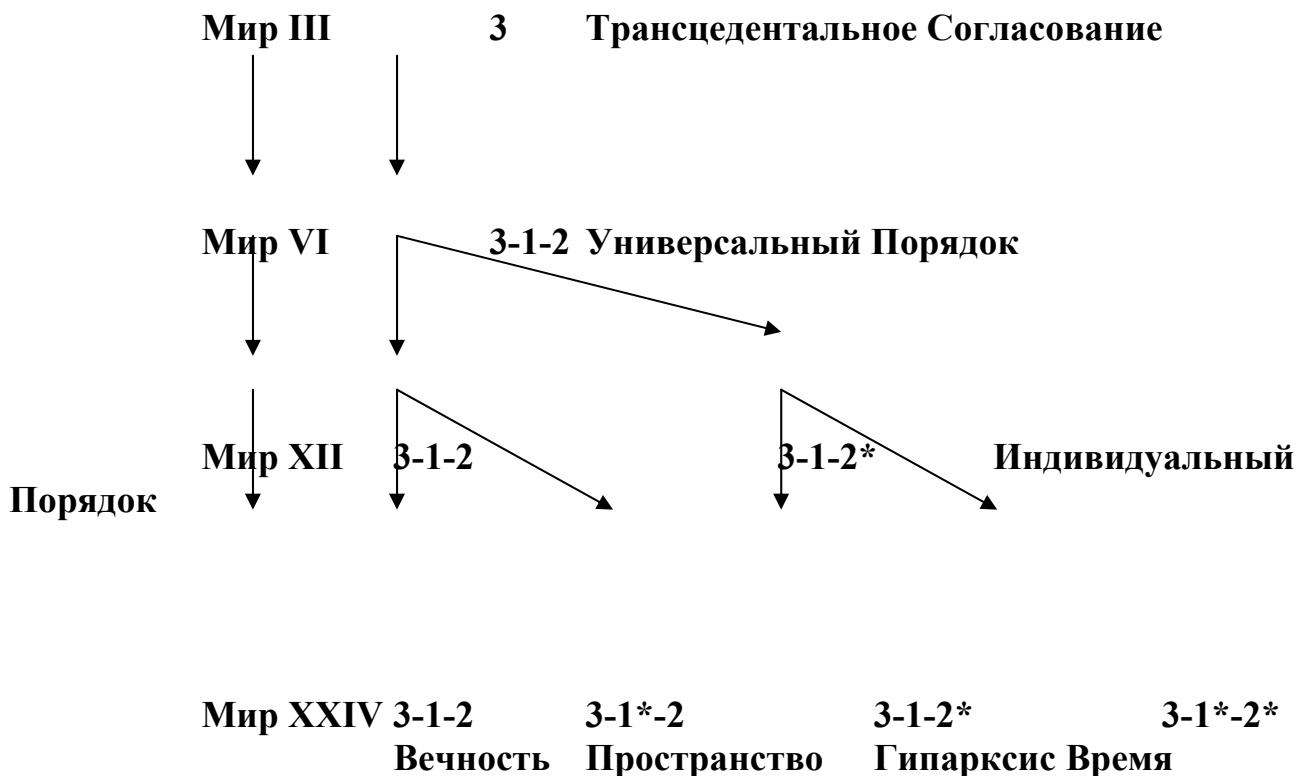 Мир III 3 Трансцедентальное Согласование
Мир VI 3-1-2 Универсальный Порядок
Мир XII 3-1-2 3-1-2* Индивидуальный
Порядок
Мир XXIV 3-1-2 3-1*-2 3-1-2* 3-1*-2*
Вечность Пространство Гипарксис Время